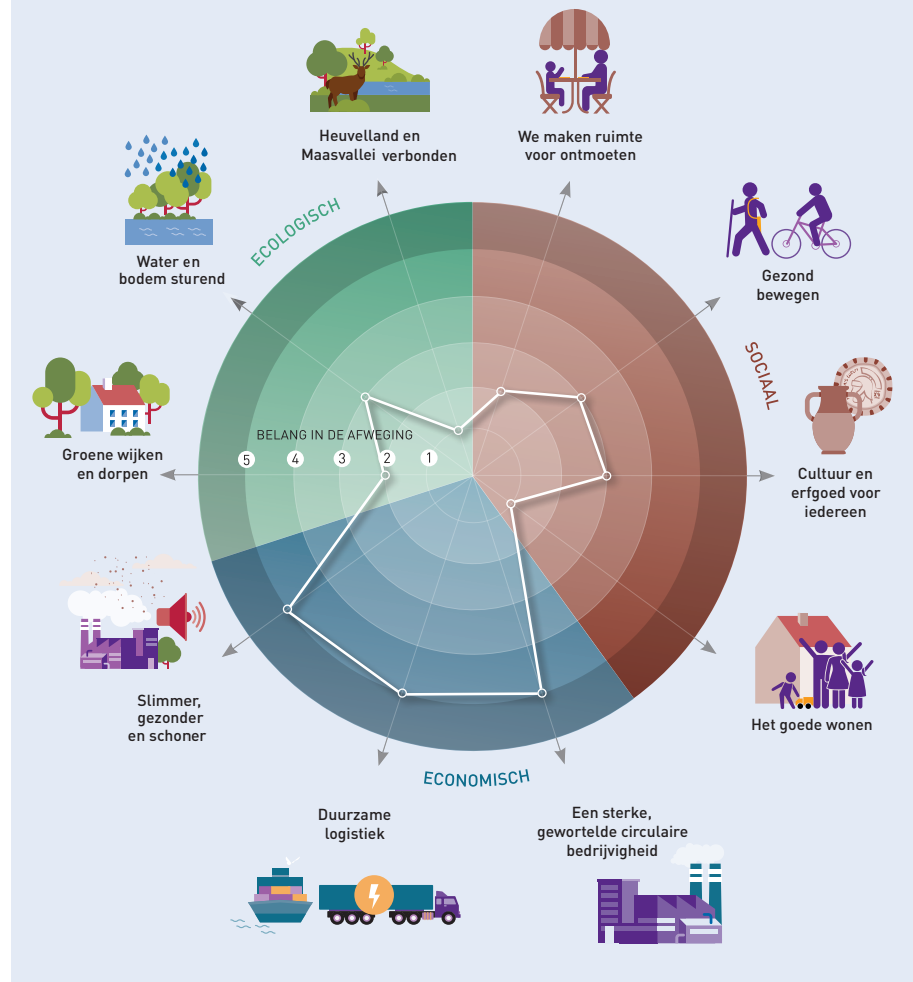 Heuvelland en
Maasvallei verbonden
We maken ruimte
voor ontmoeten
Water en
bodem sturend
ECOLOGISCH
Gezond
bewegen
SOCIAAL
Groene wijken
en dorpen
BELANG IN DE AFWEGING
5 4 3 2 1
Cultuur en
erfgoed voor
iedereen
Slimmer,
gezonder
en schoner
Het goede wonen
ECONOMISCH
Duurzame
logistiek
Een sterke,
gewortelde circulaire
bedrijvigheid